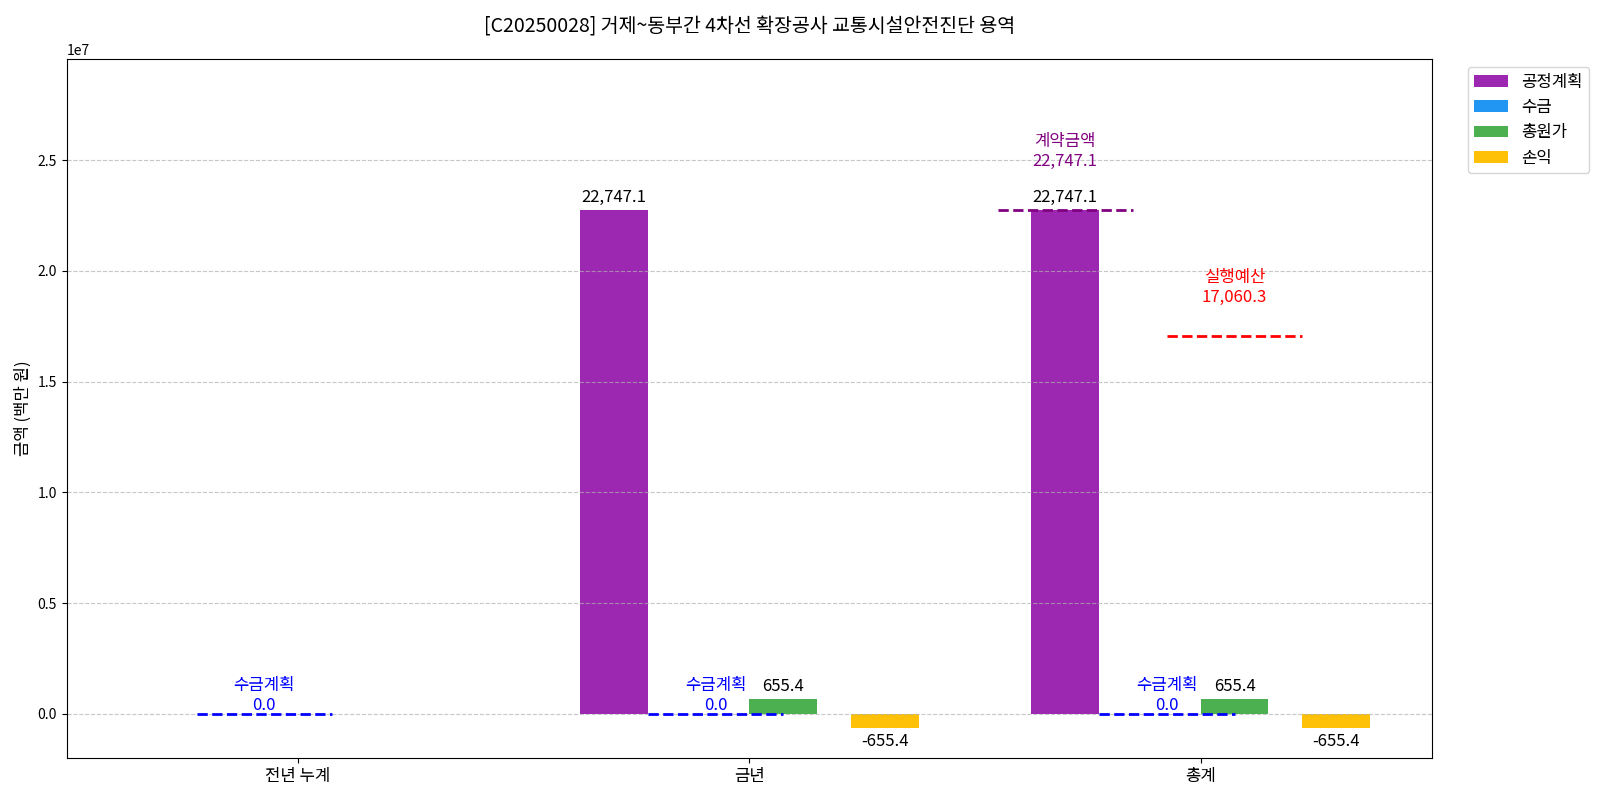 [C20250028] 거제~동부간 4차선 확장공사 교통시설안전진단 용역
1e7
공정계획
수금
총원가
손익
계약금액
22,747.1
2.5
22,747.1
22,747.1
2.0
실행예산
17,060.3
1.5
금액 (백만 원)
1.0
0.5
수금계획
0.0
수금계획
0.0
655.4
수금계획
0.0
655.4
0.0
-655.4
-655.4
전년 누계
금년
총계